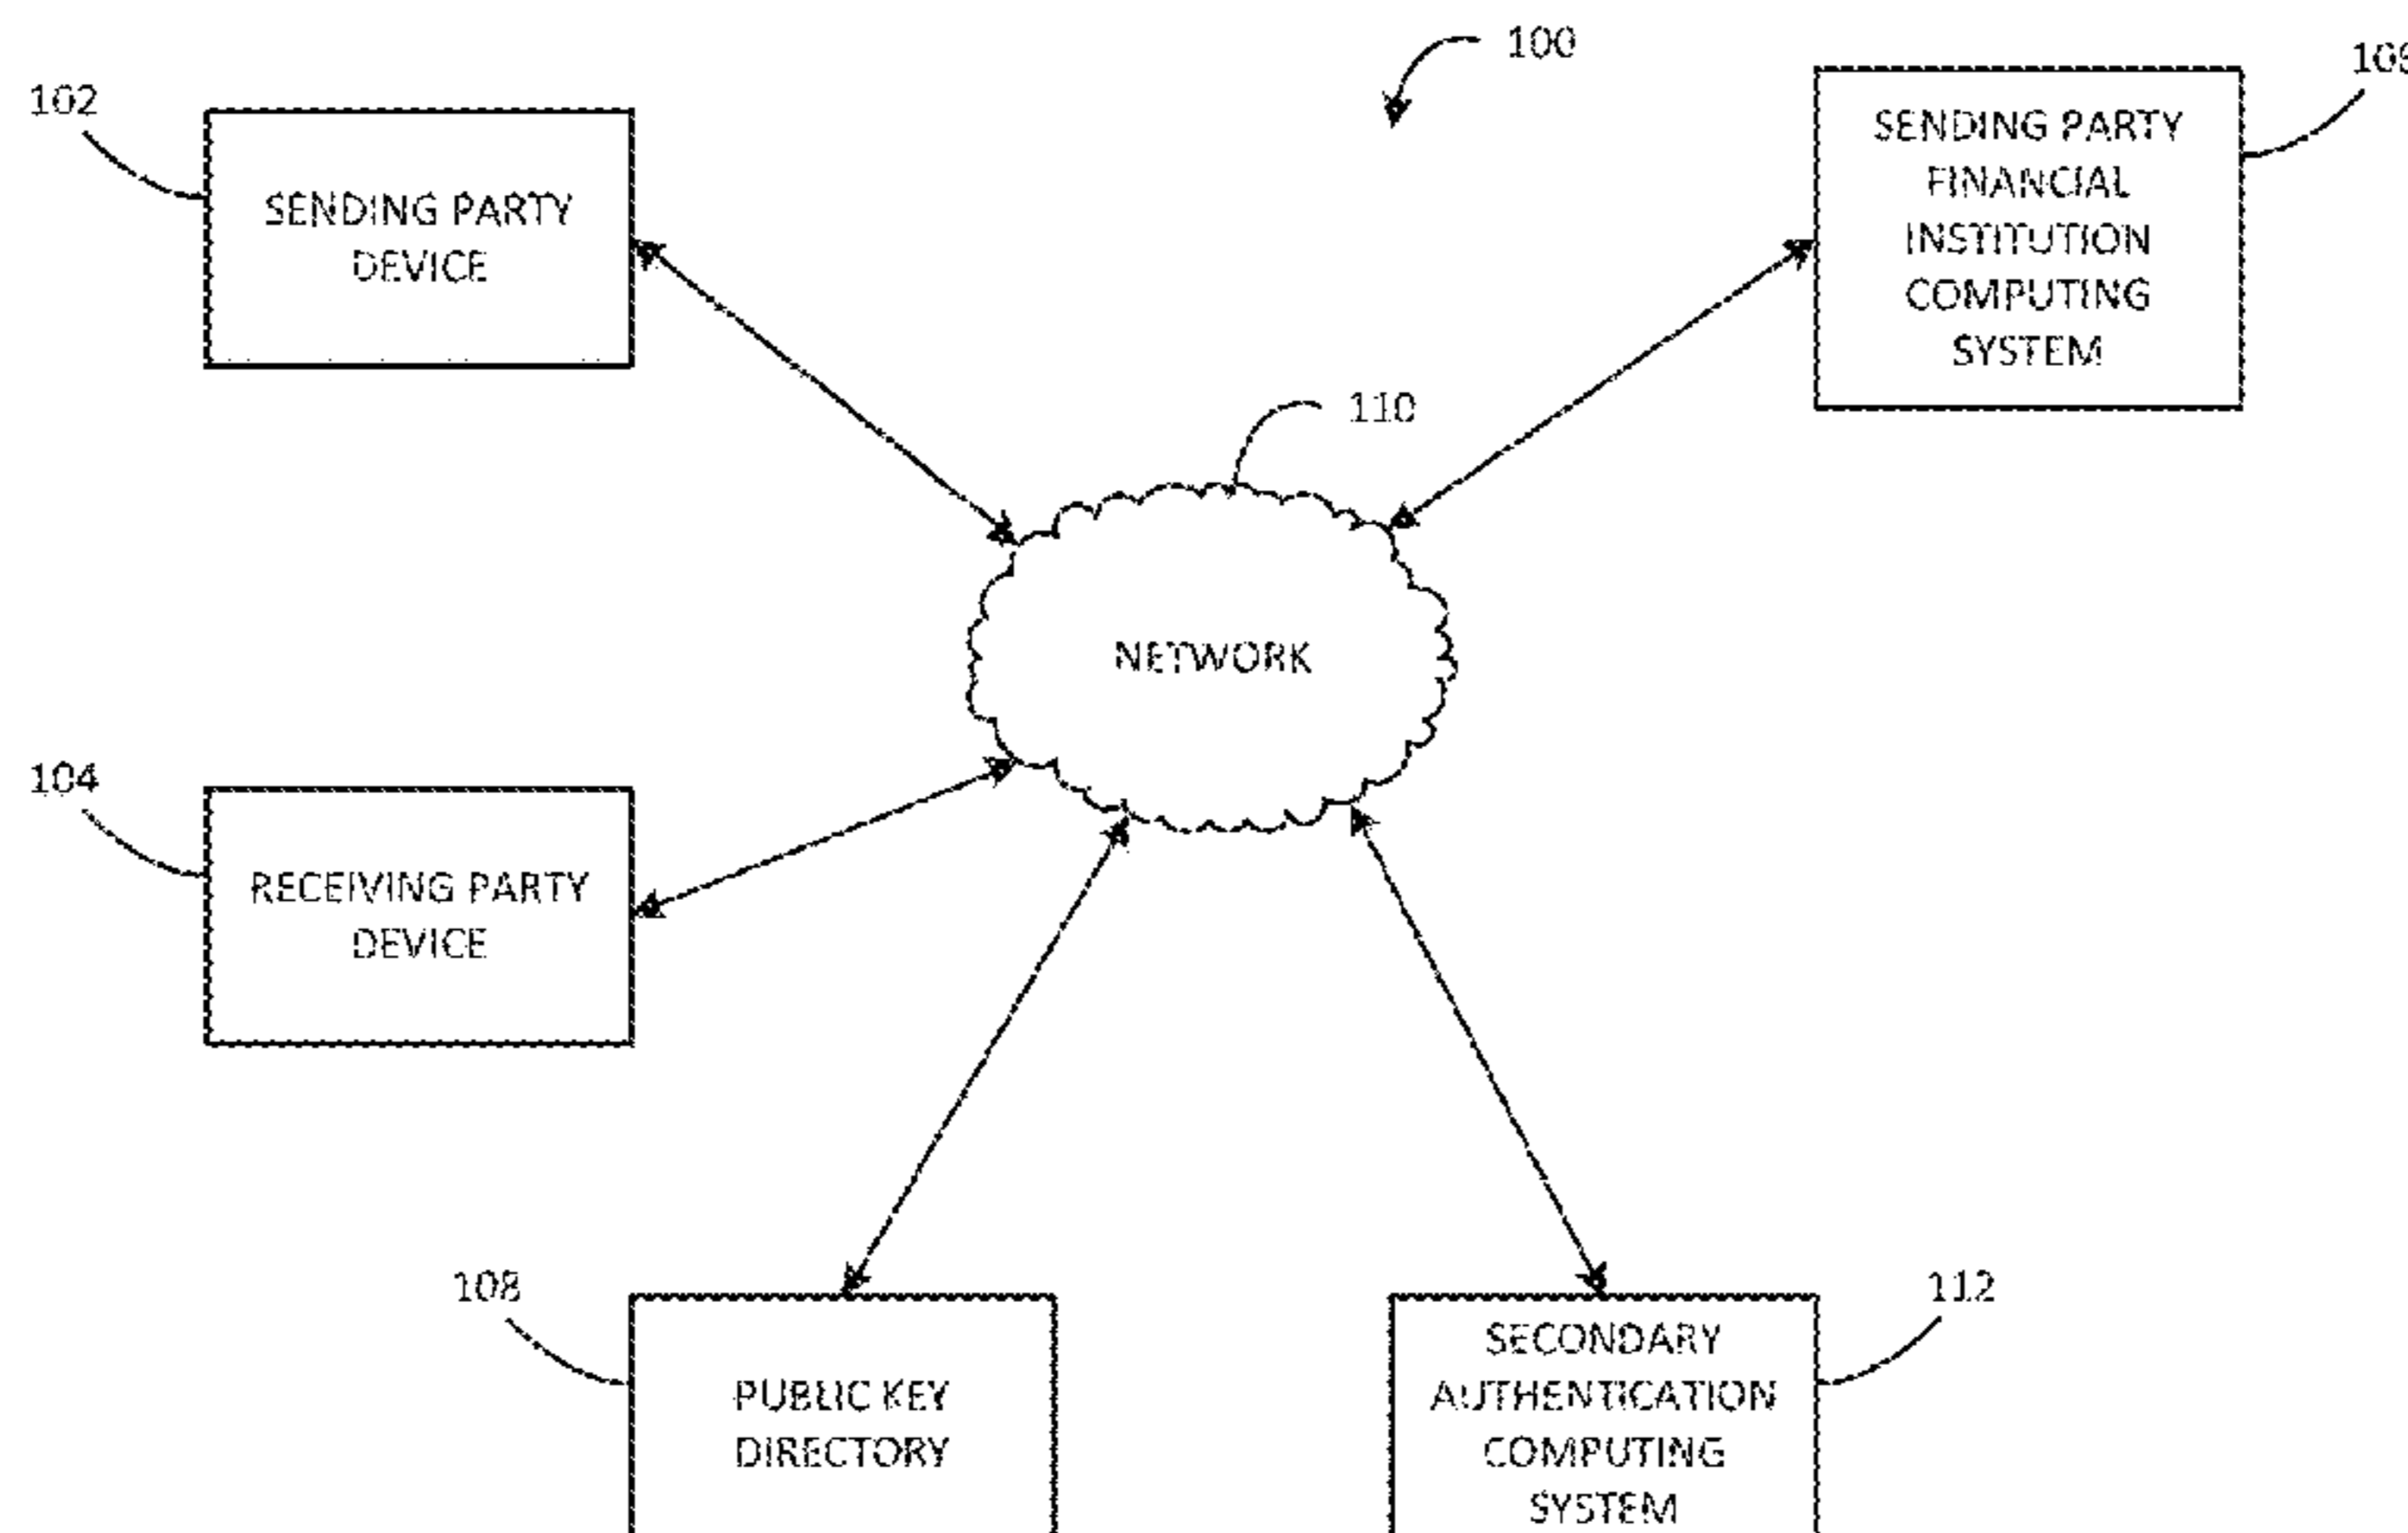 100
102
SENDING PARTY
DEVICE
SENDING PARTY
FINANCIAL
INSTITUTION
COMPUTING
SYSTEM
110
NETWORK
104
RECEIVING PARTY
DEVICE
108
PUBLIC KEY
DIRECTORY
SECONDARY
AUTHENTICATION
COMPUTING
SYSTEM
112